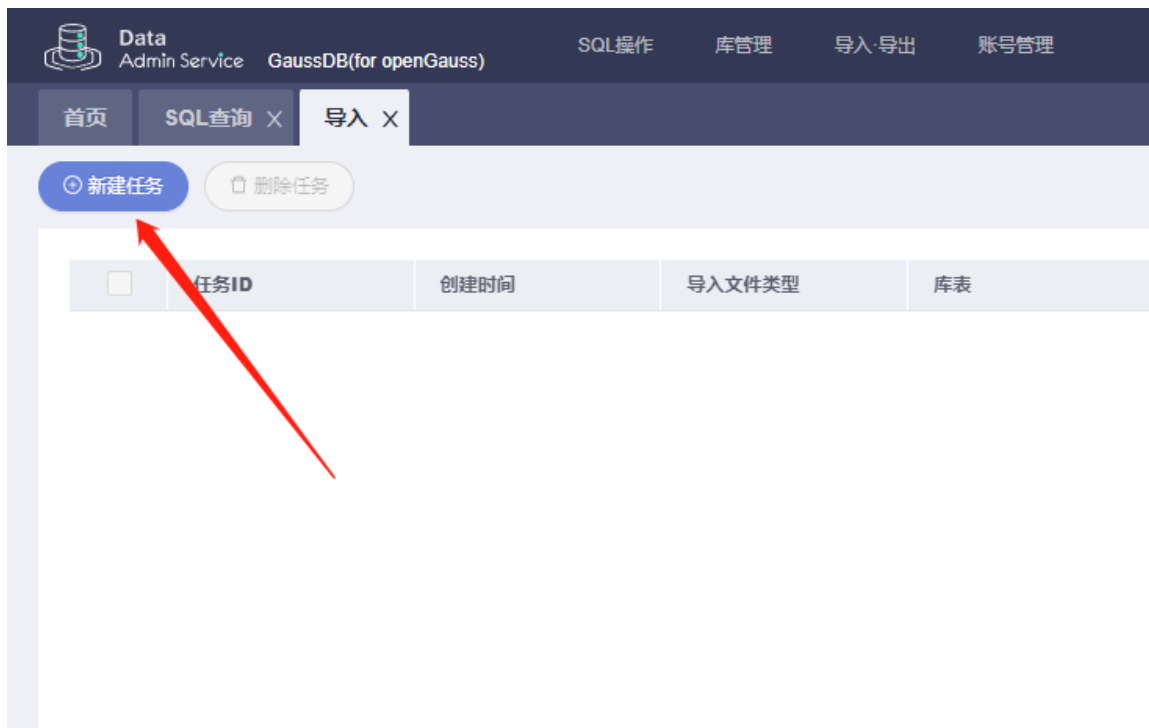 Data
Admin Service GaussDB(for openGauss) SQL操作 库管理 导入·导出 账号管理
首页 SQL查询 X 导入 X
新建任务 删除任务
任务ID 创建时间 导入文件类型 库表